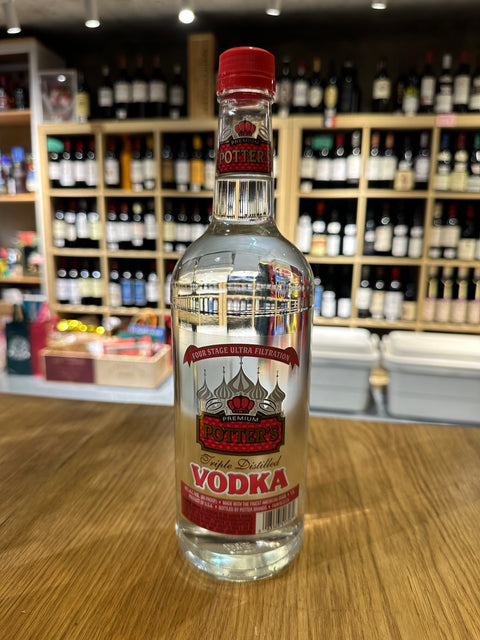 POTTER'S
FOUR STAGE ULTRA FILTRATION
PREMIUM
POTTER'S
Triple Distilled
VODKA